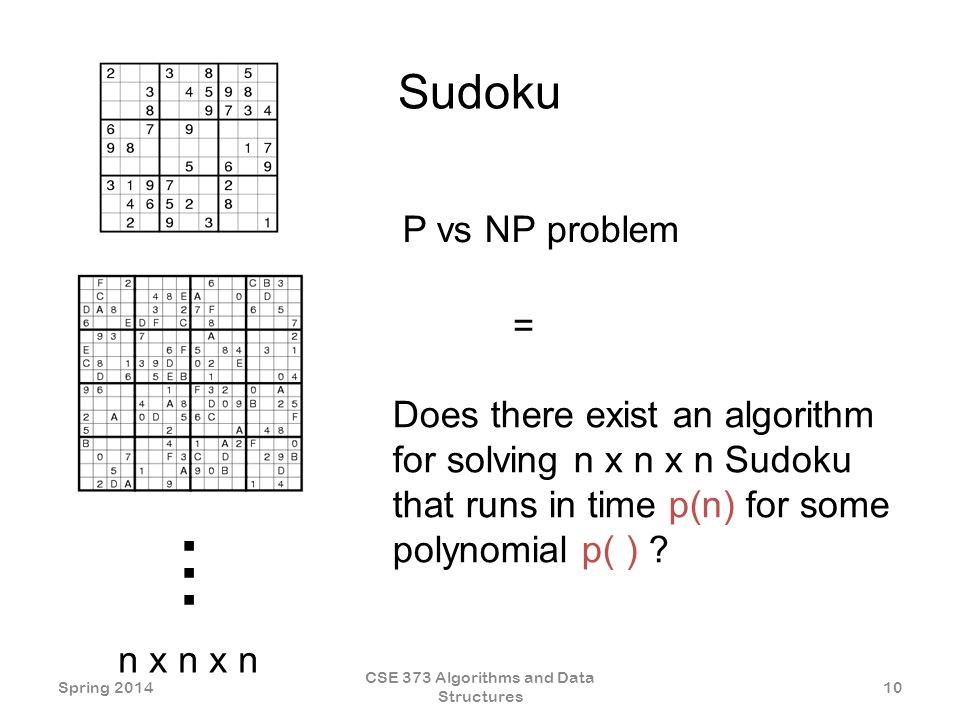 Sudoku
2 3 8 5
3 4 5 9 8
8 9 7 3 4
6 7 9
9 8 1 7
5 6 9
3 1 9 7 2
4 6 5 2 8
2 9 3 1
P vs NP problem
=
F 2 6 C B 3
C 4 8 E A 0 D
D A 8 3 2 7 F 6 5
6 E D F C 8 7
9 3 7 A 2
E 6 F 5 8 4 3 1
C 8 1 3 9 D 0 2 E
D 6 5 E B 1 0 4
9 6 1 F 3 2 0 A
4 A 8 D 0 9 B 2 5
2 A 0 D 5 6 C F
5 2 A 4 8
B 4 1 A 2 F 0
0 7 F 3 C D 2 9 B
5 1 A 9 0 B D
2 D A 9 1 4
Does there exist an algorithm
for solving n x n x n Sudoku
that runs in time p(n) for some
polynomial p( ) ?
n x n x n
Spring 2014
CSE 373 Algorithms and Data
Structures
10